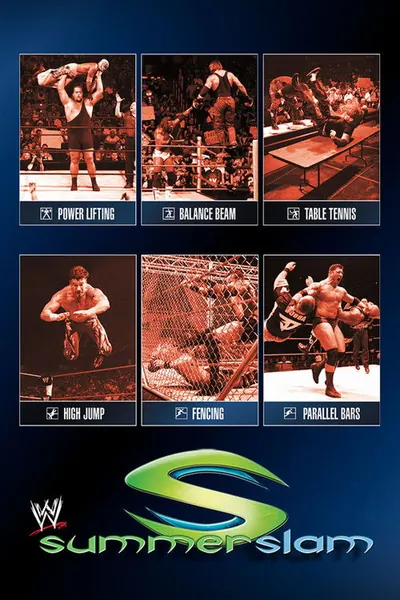 POWER LIFTING
BALANCE BEAM
TABLE TENNIS
HIGH JUMP
FENCING
PARALLEL BARS
W
summerslam